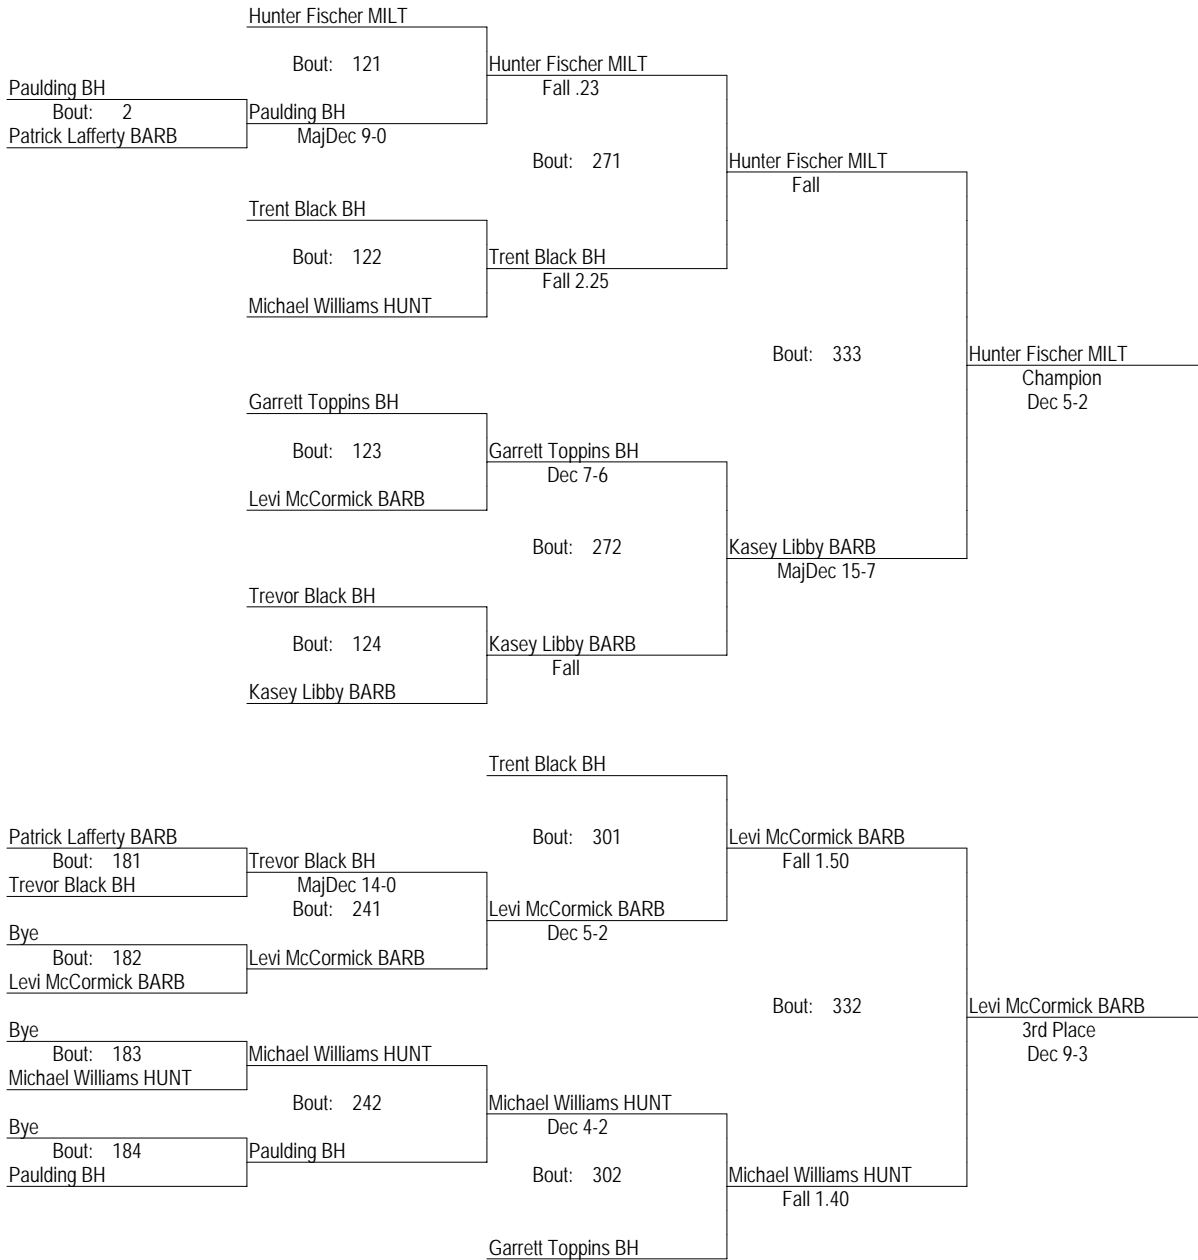 Hunter Fischer MILT
Bout: 121
Hunter Fischer MILT
Fall .23
Paulding BH
Bout: 2
Paulding BH
Patrick Lafferty BARB
MajDec 9-0
Bout: 271
Hunter Fischer MILT
Fall
Trent Black BH
Bout: 122
Trent Black BH
Fall 2.25
Michael Williams HUNT
Bout: 333
Hunter Fischer MILT
Champion
Dec 5-2
Garrett Toppins BH
Bout: 123
Garrett Toppins BH
Dec 7-6
Levi McCormick BARB
Bout: 272
Kasey Libby BARB
MajDec 15-7
Trevor Black BH
Bout: 124
Kasey Libby BARB
Fall
Kasey Libby BARB
Trent Black BH
Patrick Lafferty BARB
Bout: 301
Levi McCormick BARB
Bout: 181
Trevor Black BH
Fall 1.50
Trevor Black BH
MajDec 14-0
Bout: 241
Levi McCormick BARB
Dec 5-2
Bye
Bout: 182
Levi McCormick BARB
Levi McCormick BARB
Bout: 332
Levi McCormick BARB
3rd Place
Dec 9-3
Bye
Bout: 183
Michael Williams HUNT
Michael Williams HUNT
Bout: 242
Michael Williams HUNT
Dec 4-2
Bye
Bout: 184
Paulding BH
Paulding BH
Bout: 302
Michael Williams HUNT
Fall 1.40
Garrett Toppins BH